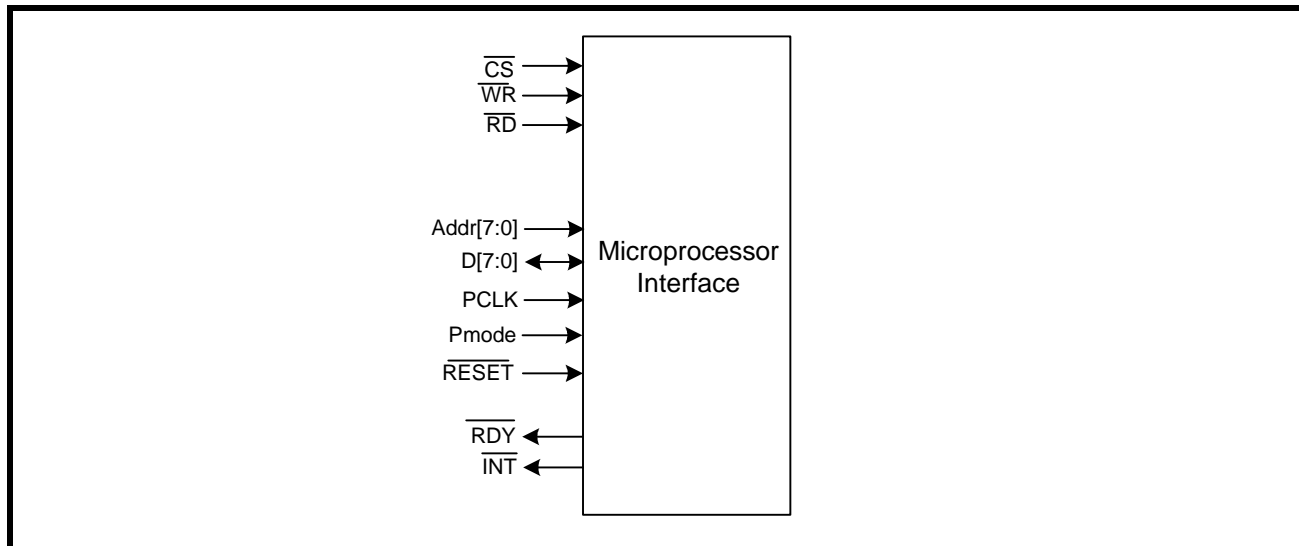 CS
WR
RD
Addr[7:0]
D[7:0]
PCLK
Pmode
RESET
RDY
INT
Microprocessor
Interface